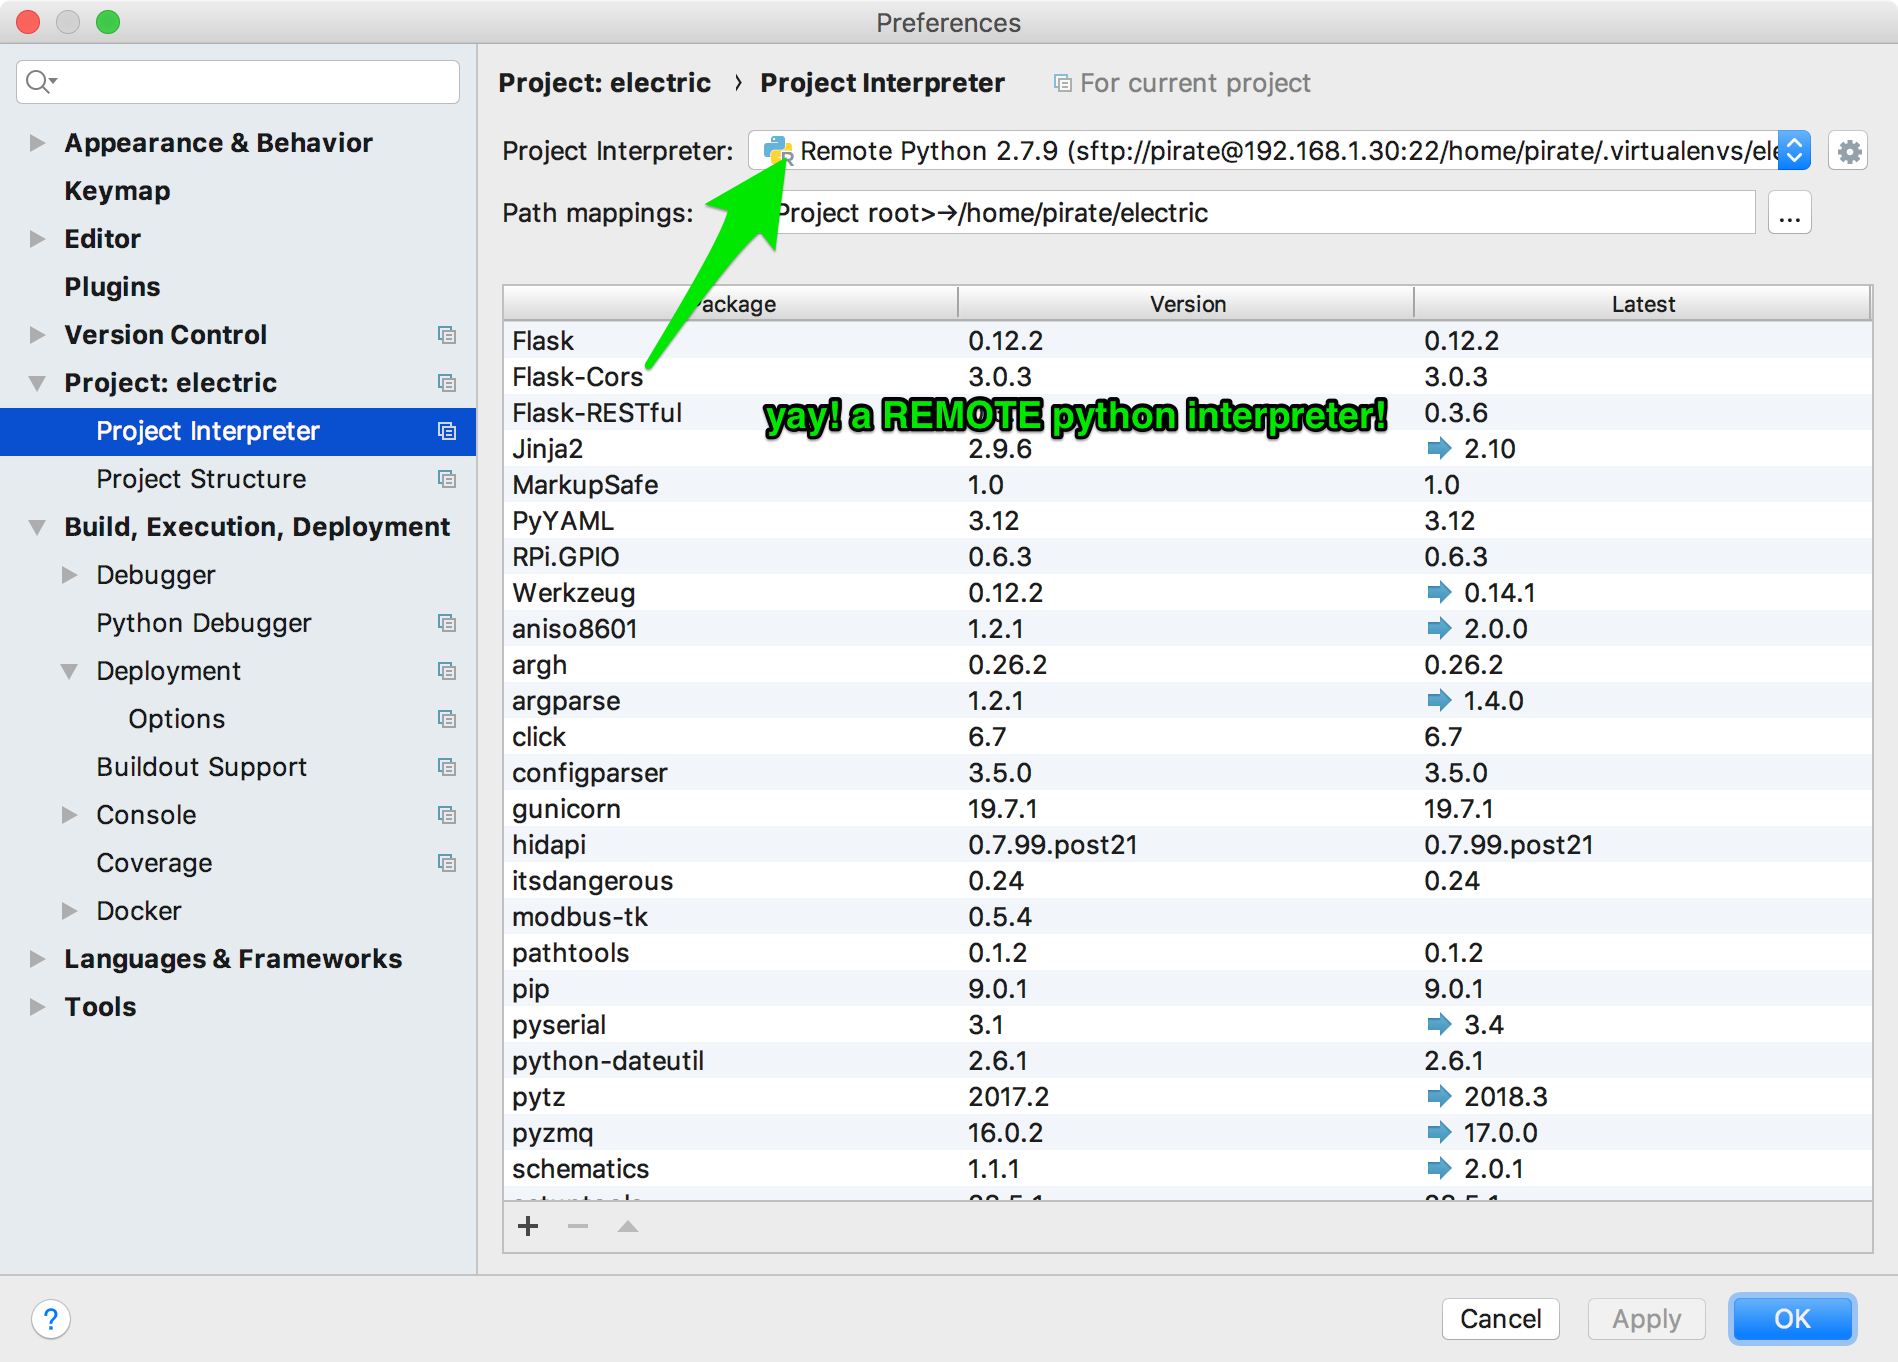 Preferences
Appearance & Behavior
Keymap
Editor
Plugins
Version Control
Project: electric
Project Interpreter
Project Structure
Build, Execution, Deployment
Debugger
Python Debugger
Deployment
Options
Buildout Support
Console
Coverage
Docker
Languages & Frameworks
Tools
Project: electric › Project Interpreter For current project
Project Interpreter: Remote Python 2.7.9 (sftp://pirate@192.168.1.30:22/home/pirate/.virtualenvs/ele
Path mappings: Project root>→/home/pirate/electric
...
Package Version Latest
Flask 0.12.2 0.12.2
Flask-Cors 3.0.3 3.0.3
Flask-RESTful 0.3.6
yay! a REMOTE python interpreter!
Jinja2 2.9.6 2.10
MarkupSafe 1.0 1.0
PyYAML 3.12 3.12
RPi.GPIO 0.6.3 0.6.3
Werkzeug 0.12.2 0.14.1
aniso8601 1.2.1 2.0.0
argh 0.26.2 0.26.2
argparse 1.2.1 1.4.0
click 6.7 6.7
configparser 3.5.0 3.5.0
gunicorn 19.7.1 19.7.1
hidapi 0.7.99.post21 0.7.99.post21
itsdangerous 0.24 0.24
modbus-tk 0.5.4
pathtools 0.1.2 0.1.2
pip 9.0.1 9.0.1
pyserial 3.1 3.4
python-dateutil 2.6.1 2.6.1
pytz 2017.2 2018.3
pyzmq 16.0.2 17.0.0
schematics 1.1.1 2.0.1
? Cancel Apply OK